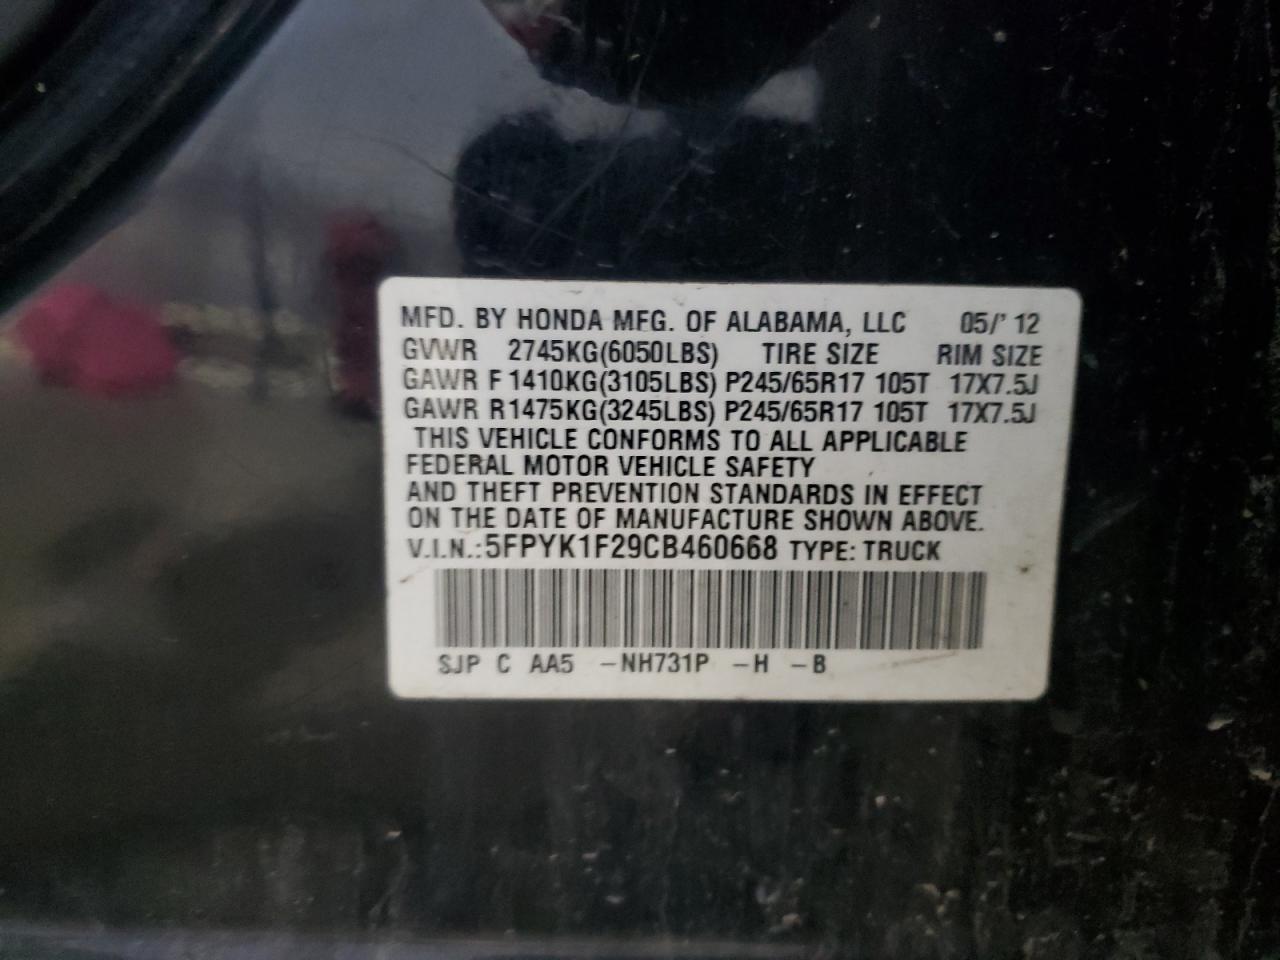 MFD. BY HONDA MFG. OF ALABAMA, LLC 05/' 12
GVWR 2745KG(6050LBS) TIRE SIZE RIM SIZE
GAWR F 1410KG(3105LBS) P245/65R17 105T 17X7.5J
GAWR R1475KG(3245LBS) P245/65R17 105T 17X7.5J
THIS VEHICLE CONFORMS TO ALL APPLICABLE
FEDERAL MOTOR VEHICLE SAFETY
AND THEFT PREVENTION STANDARDS IN EFFECT
ON THE DATE OF MANUFACTURE SHOWN ABOVE.
V.I.N.:5FPYK1F29CB460668 TYPE: TRUCK
SJP C AA5 -NH731P -H -B